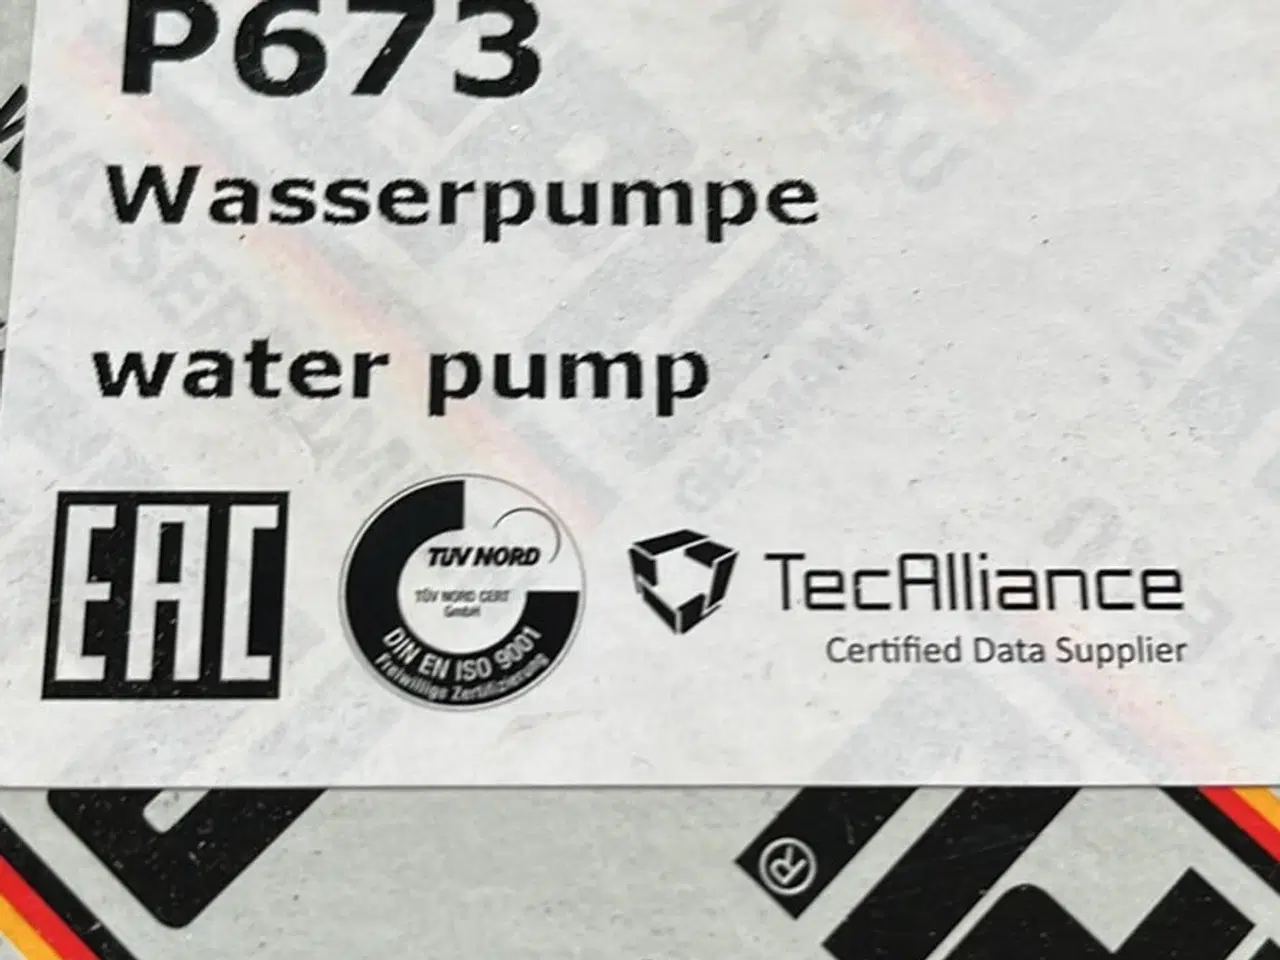 P673
Wasserpumpe
water pump
EAC
TÜV NORD
TÜV NORD CERT
GmbH
DIN EN ISO 9001
Freiwillige Zertifizierung
TecAlliance
Certified Data Supplier
GERMANY
®